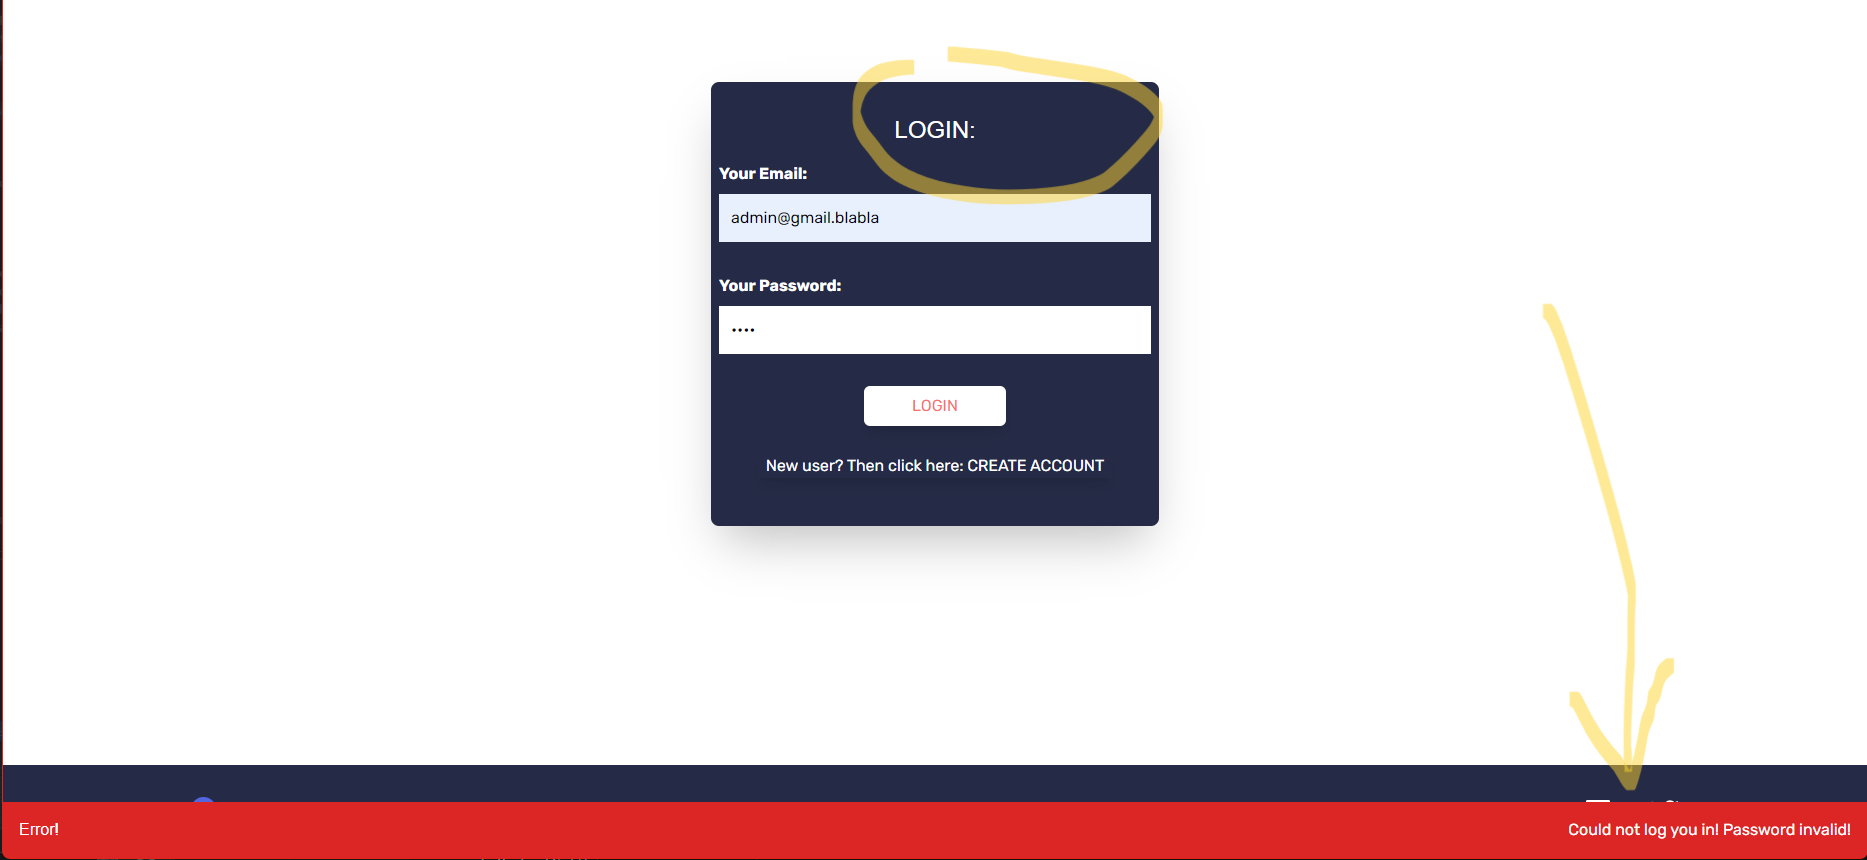 LOGIN:
Your Email:
admin@gmail.blabla
Your Password:
••••
LOGIN
New user? Then click here: CREATE ACCOUNT
Error!
Could not log you in! Password invalid!